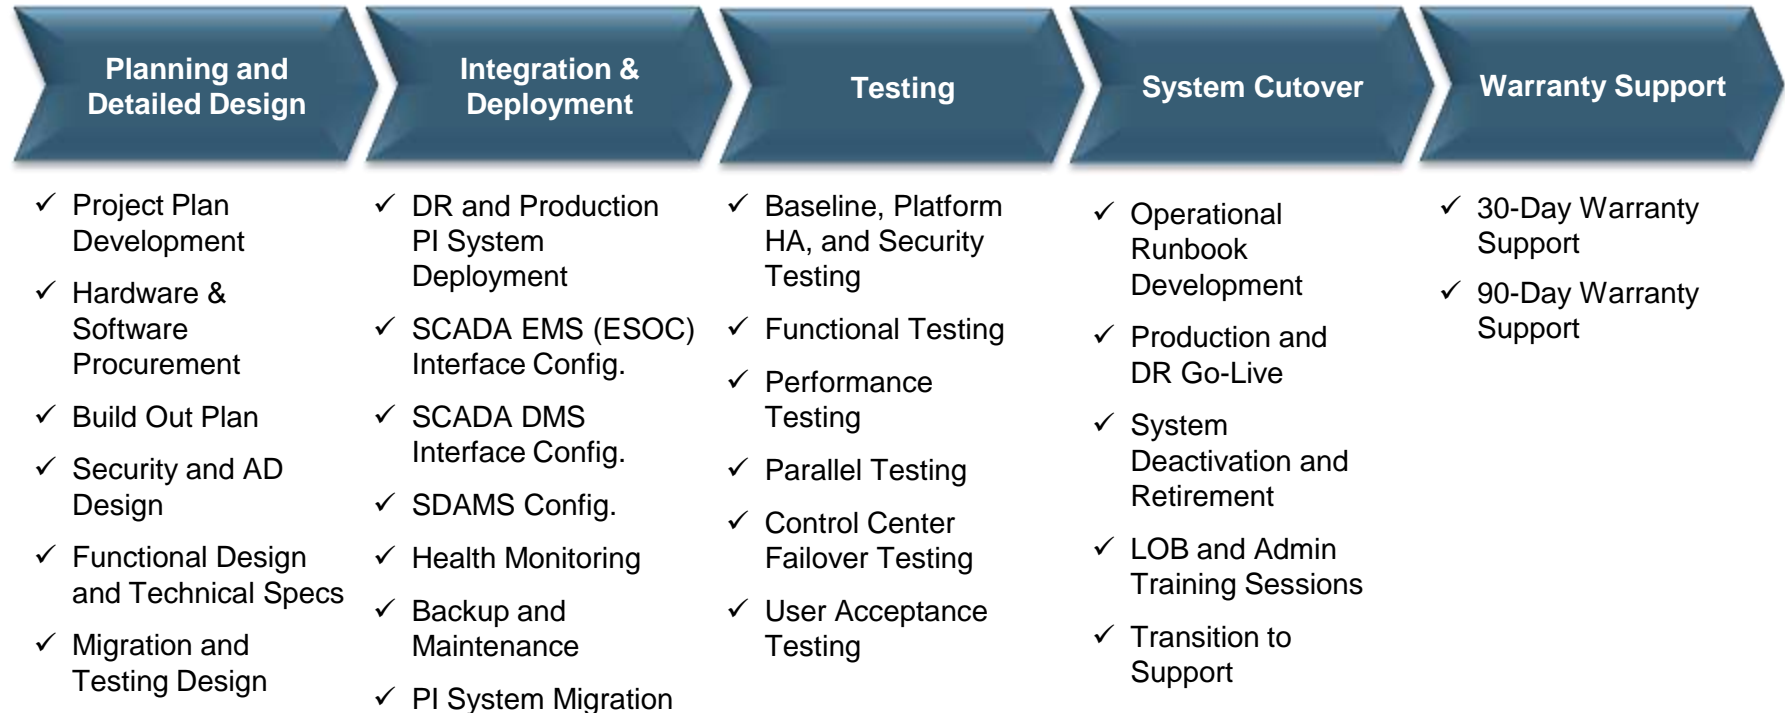 Planning and
Detailed Design
Integration &
Deployment
Testing
System Cutover
Warranty Support
✓ Project Plan
Development
✓ Hardware &
Software
Procurement
✓ Build Out Plan
✓ Security and AD
Design
✓ Functional Design
and Technical Specs
✓ Migration and
Testing Design
✓ DR and Production
PI System
Deployment
✓ SCADA EMS (ESOC)
Interface Config.
✓ SCADA DMS
Interface Config.
✓ SDAMS Config.
✓ Health Monitoring
✓ Backup and
Maintenance
✓ PI System Migration
✓ Baseline, Platform
HA, and Security
Testing
✓ Functional Testing
✓ Performance
Testing
✓ Parallel Testing
✓ Control Center
Failover Testing
✓ User Acceptance
Testing
✓ Operational
Runbook
Development
✓ Production and
DR Go-Live
✓ System
Deactivation and
Retirement
✓ LOB and Admin
Training Sessions
✓ Transition to
Support
✓ 30-Day Warranty
Support
✓ 90-Day Warranty
Support